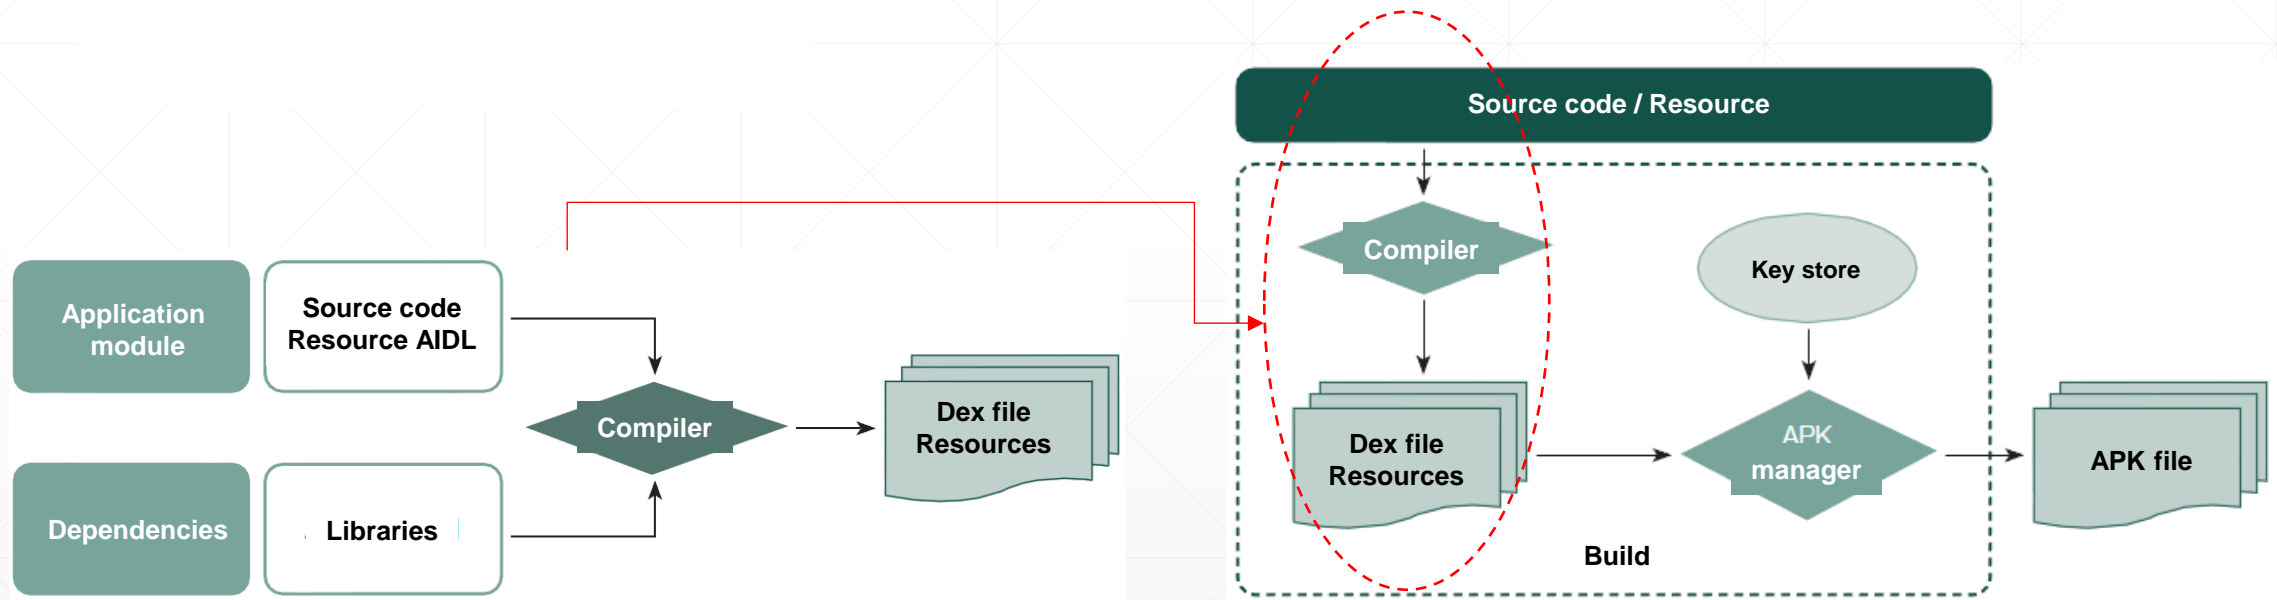 Application
module
Source code
Resource AIDL
Dependencies
Libraries
Compiler
Dex file
Resources
Source code / Resource
Compiler
Key store
Dex file
Resources
APK
manager
APK file
Build